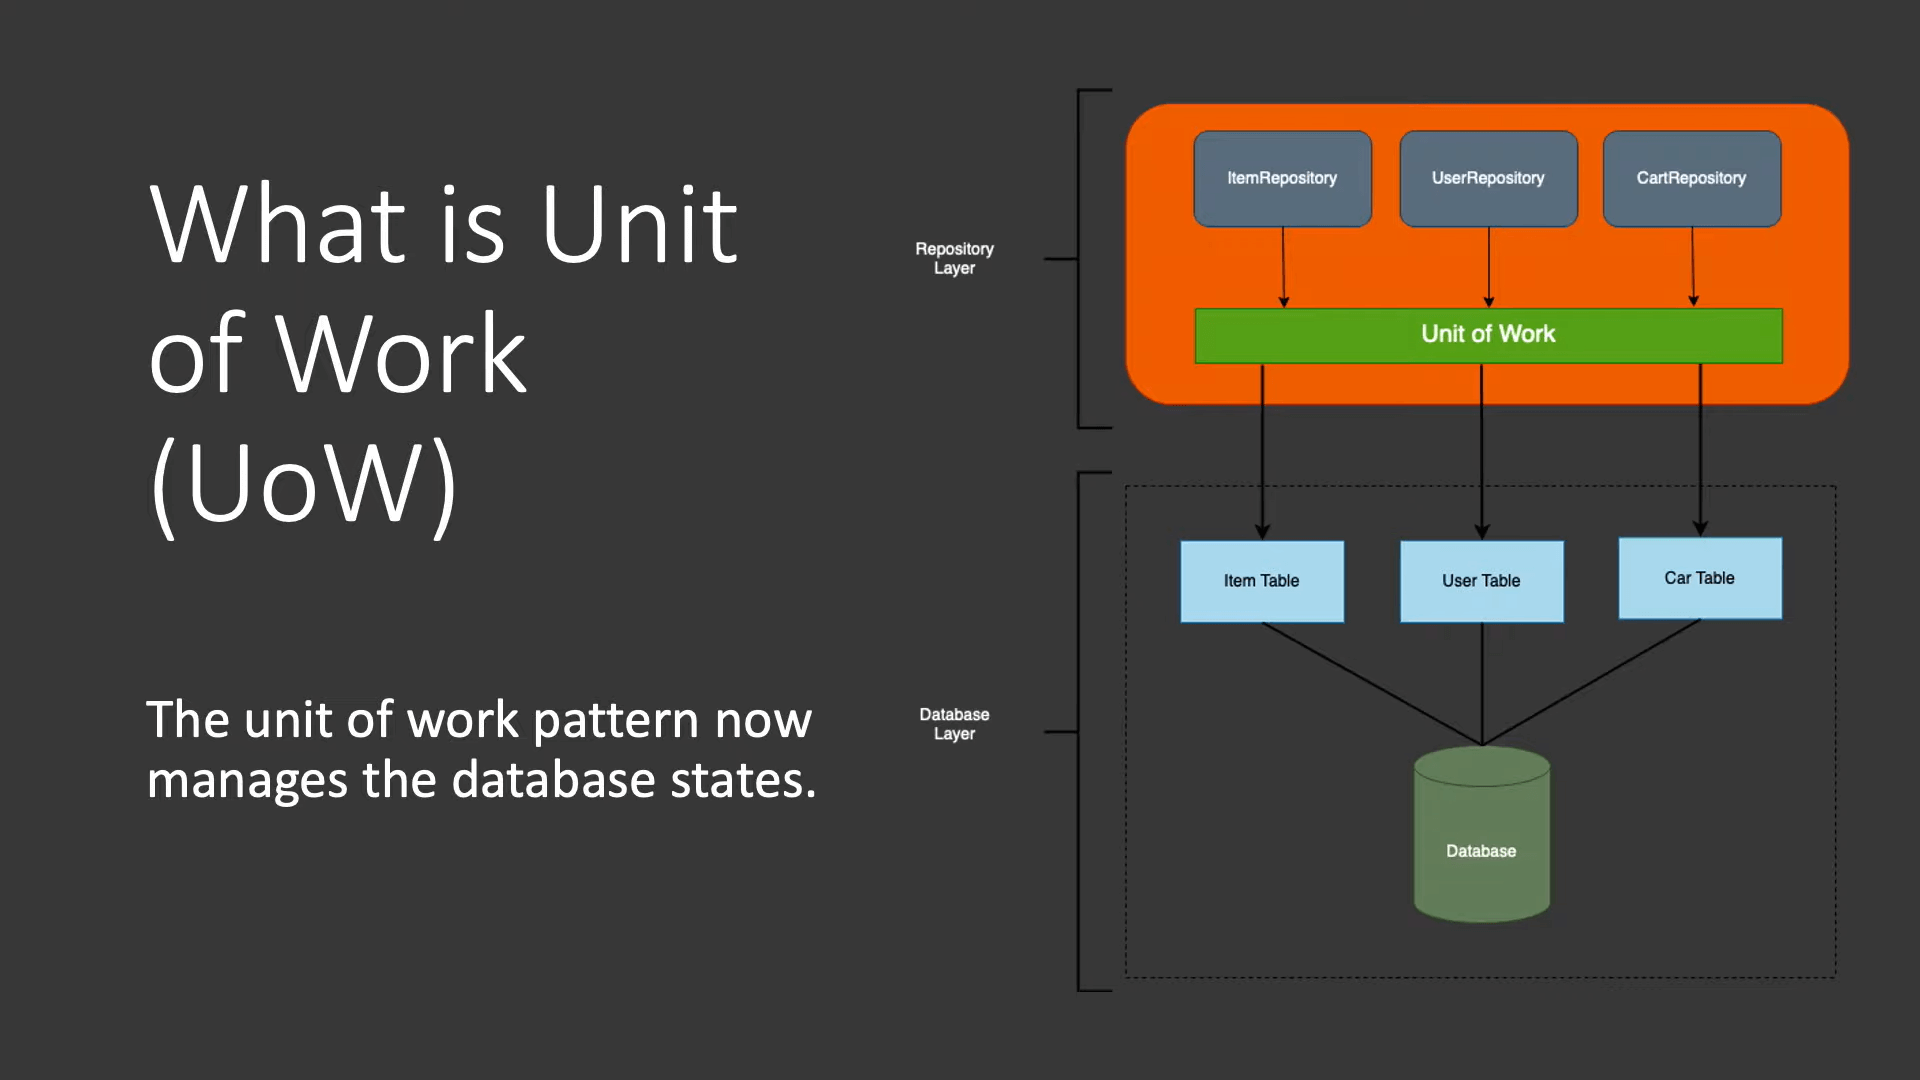 What is Unit
of Work
(UoW)
The unit of work pattern now
manages the database states.
Repository
Layer
ItemRepository
UserRepository
CartRepository
Unit of Work
Database
Layer
Item Table
User Table
Car Table
Database